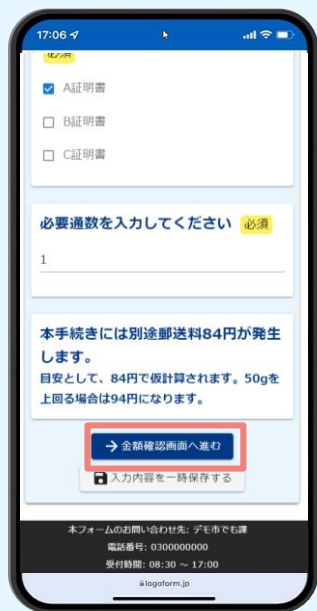 17:06
必須
A証明書
B証明書
C証明書
必要通数を入力してください 必須
1
本手続きには別途郵送料84円が発生
します。
目安として、84円で仮計算されます。50gを
上回る場合は94円になります。
→ 金額確認画面へ進む
入力内容を一時保存する
本フォームのお問い合わせ先: デモ市でも課
電話番号: 0300000000
受付時間: 08:30 ~ 17:00
logoform.jp